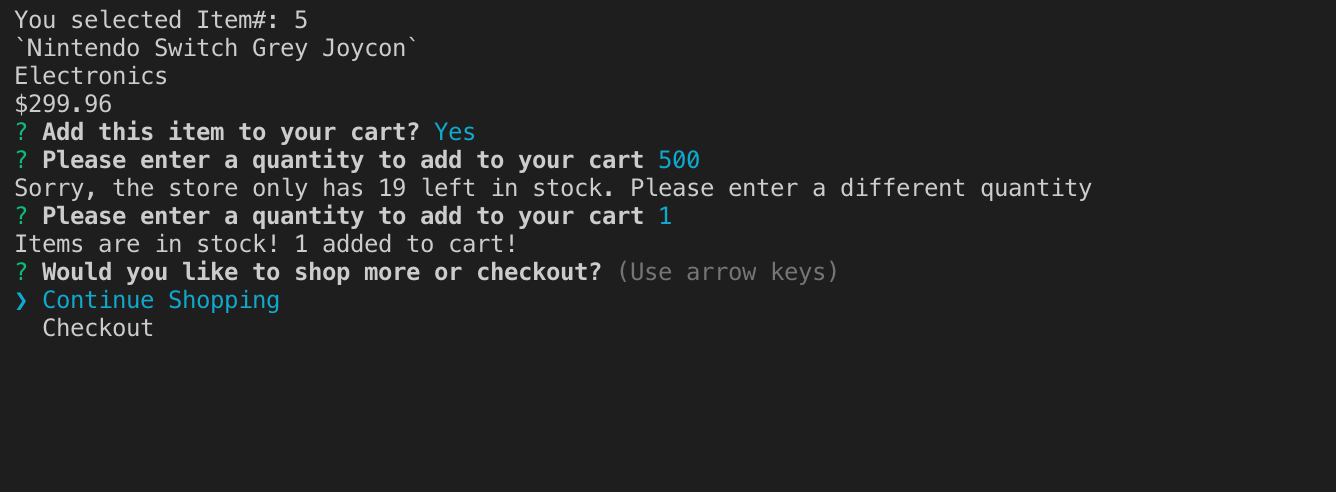 You selected Item#: 5
`Nintendo Switch Grey Joycon`
Electronics
$299.96
? Add this item to your cart? Yes
? Please enter a quantity to add to your cart 500
Sorry, the store only has 19 left in stock. Please enter a different quantity
? Please enter a quantity to add to your cart 1
Items are in stock! 1 added to cart!
? Would you like to shop more or checkout? (Use arrow keys)
❯ Continue Shopping
  Checkout